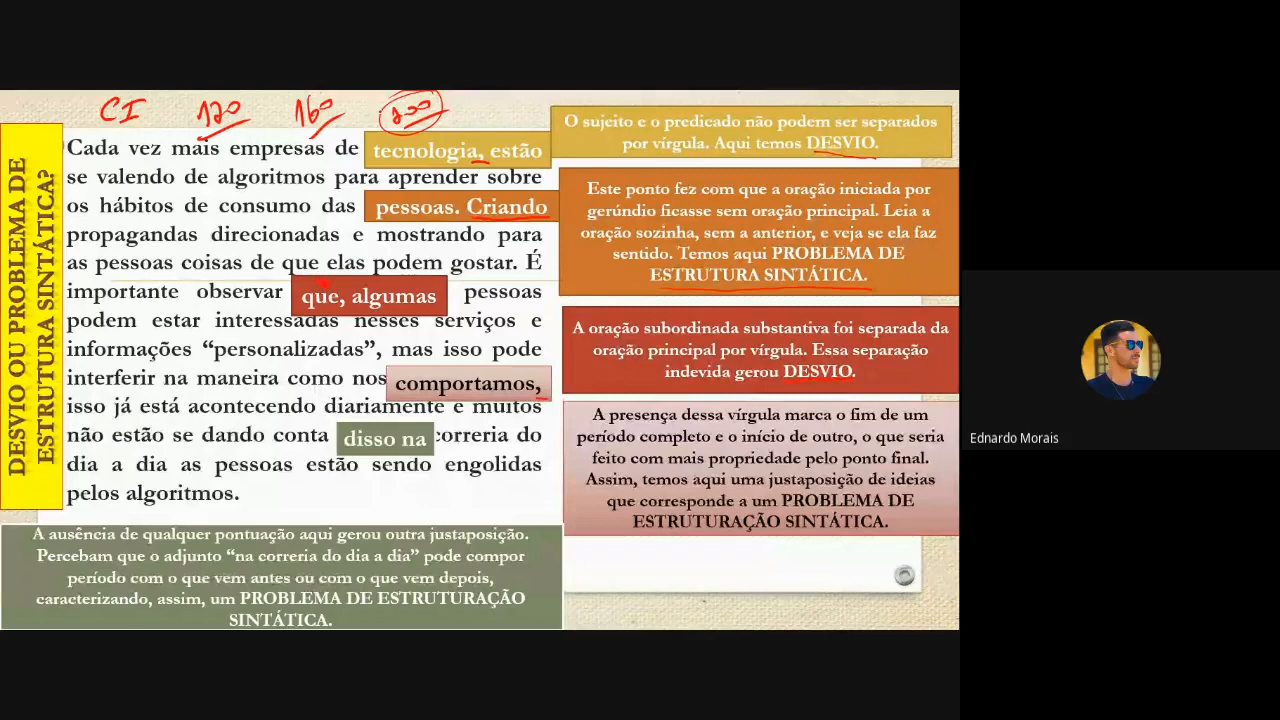 CI 120 160 200
DESVIO OU PROBLEMA DE
ESTRUTURA SINTÁTICA?
Cada vez mais empresas de tecnologia, estão
se valendo de algoritmos para aprender sobre
os hábitos de consumo das pessoas. Criando
propagandas direcionadas e mostrando para
as pessoas coisas de que elas podem gostar. É
importante observar que, algumas pessoas
podem estar interessadas nesses serviços e
informações “personalizadas”, mas isso pode
interferir na maneira como nos comportamos,
isso já está acontecendo diariamente e muitos
não estão se dando conta disso na correria do
dia a dia as pessoas estão sendo engolidas
pelos algoritmos.
O sujeito e o predicado não podem ser separados
por vírgula. Aqui temos DESVIO.
Este ponto fez com que a oração iniciada por
gerúndio ficasse sem oração principal. Leia a
oração sozinha, sem a anterior, e veja se ela faz
sentido. Temos aqui PROBLEMA DE
ESTRUTURA SINTÁTICA.
A oração subordinada substantiva foi separada da
oração principal por vírgula. Essa separação
indevida gerou DESVIO.
A presença dessa vírgula marca o fim de um
período completo e o início de outro, o que seria
feito com mais propriedade pelo ponto final.
Assim, temos aqui uma justaposição de ideias
que corresponde a um PROBLEMA DE
ESTRUTURAÇÃO SINTÁTICA.
A ausência de qualquer pontuação aqui gerou outra justaposição.
Percebam que o adjunto “na correria do dia a dia” pode compor
período com o que vem antes ou com o que vem depois,
caracterizando, assim, um PROBLEMA DE ESTRUTURAÇÃO
SINTÁTICA.
Ednardo Morais